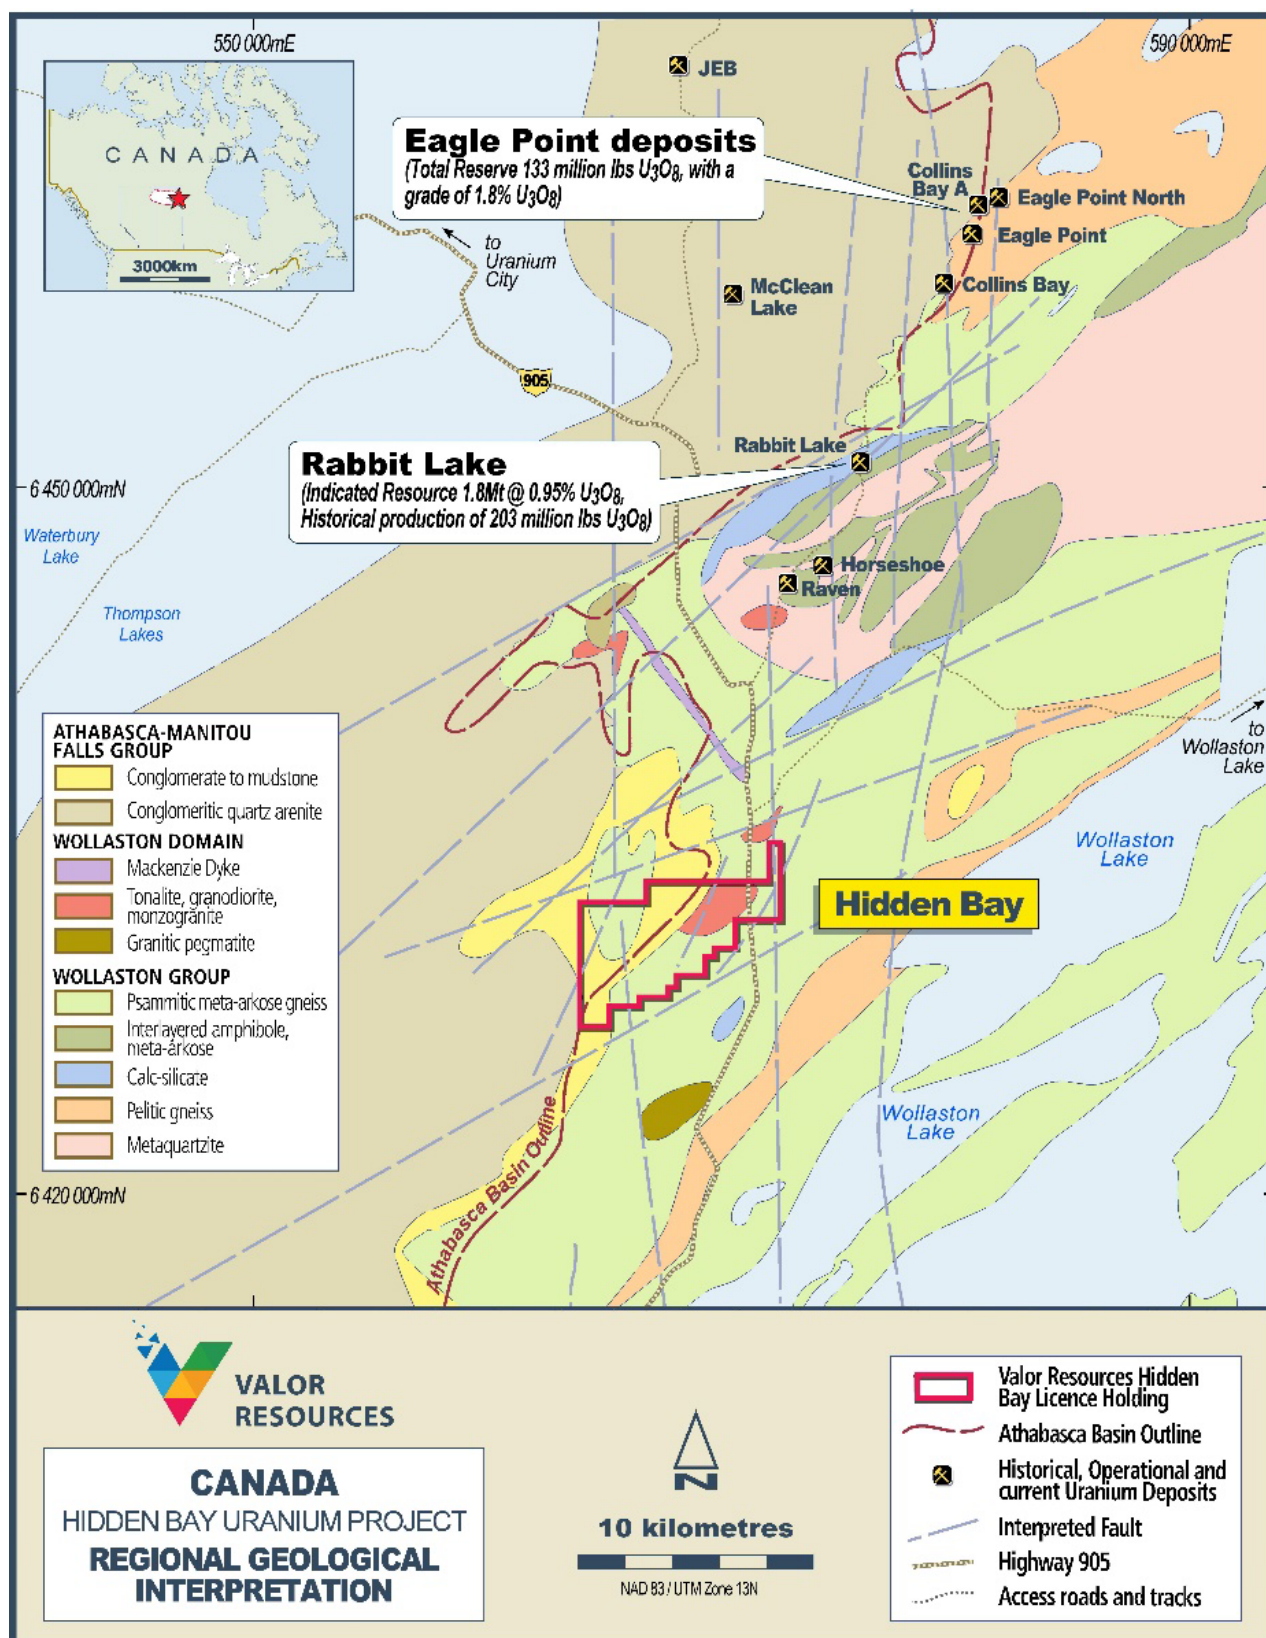 550 000mE
590 000mE
CANADA
3000km
JEB
Eagle Point deposits
(Total Reserve 133 million lbs U₃O₈, with a
grade of 1.8% U₃O₈)
Collins
Bay A
Eagle Point North
Eagle Point
Collins Bay
to
Uranium
City
McClean
Lake
905
Rabbit Lake
Rabbit Lake
(Indicated Resource 1.8Mt @ 0.95% U₃O₈,
Historical production of 203 million lbs U₃O₈)
6 450 000mN
Waterbury
Lake
Thompson
Lakes
Horseshoe
Raven
to
Wollaston
Lake
ATHABASCA-MANITOU
FALLS GROUP
Conglomerate to mudstone
Conglomeritic quartz arenite
WOLLASTON DOMAIN
Mackenzie Dyke
Tonalite, granodiorite,
monzogranite
Granitic pegmatite
WOLLASTON GROUP
Psammitic meta-arkose gneiss
Interlayered amphibole,
meta-arkose
Calc-silicate
Pelitic gneiss
Metaquartzite
Wollaston
Lake
Hidden Bay
Wollaston
Lake
6 420 000mN
Athabasca Basin Outline
VALOR
RESOURCES
CANADA
HIDDEN BAY URANIUM PROJECT
REGIONAL GEOLOGICAL
INTERPRETATION
N
10 kilometres
NAD 83 / UTM Zone 13N
Valor Resources Hidden
Bay Licence Holding
Athabasca Basin Outline
Historical, Operational and
current Uranium Deposits
Interpreted Fault
Highway 905
Access roads and tracks